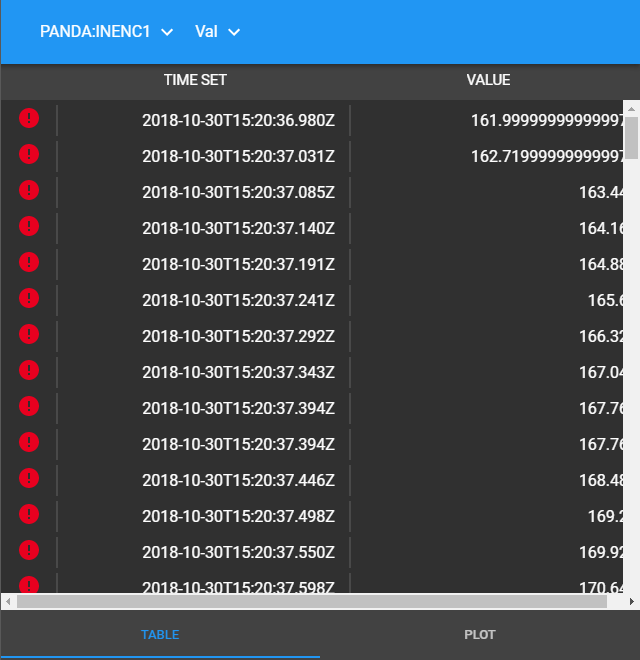 PANDA:INENC1 Val
TIME SET VALUE
2018-10-30T15:20:36.980Z 161.99999999999997
2018-10-30T15:20:37.031Z 162.71999999999997
2018-10-30T15:20:37.085Z 163.44
2018-10-30T15:20:37.140Z 164.16
2018-10-30T15:20:37.191Z 164.88
2018-10-30T15:20:37.241Z 165.6
2018-10-30T15:20:37.292Z 166.32
2018-10-30T15:20:37.343Z 167.04
2018-10-30T15:20:37.394Z 167.76
2018-10-30T15:20:37.394Z 167.76
2018-10-30T15:20:37.446Z 168.48
2018-10-30T15:20:37.498Z 169.2
2018-10-30T15:20:37.550Z 169.92
2018-10-30T15:20:37.598Z 170.64
TABLE PLOT